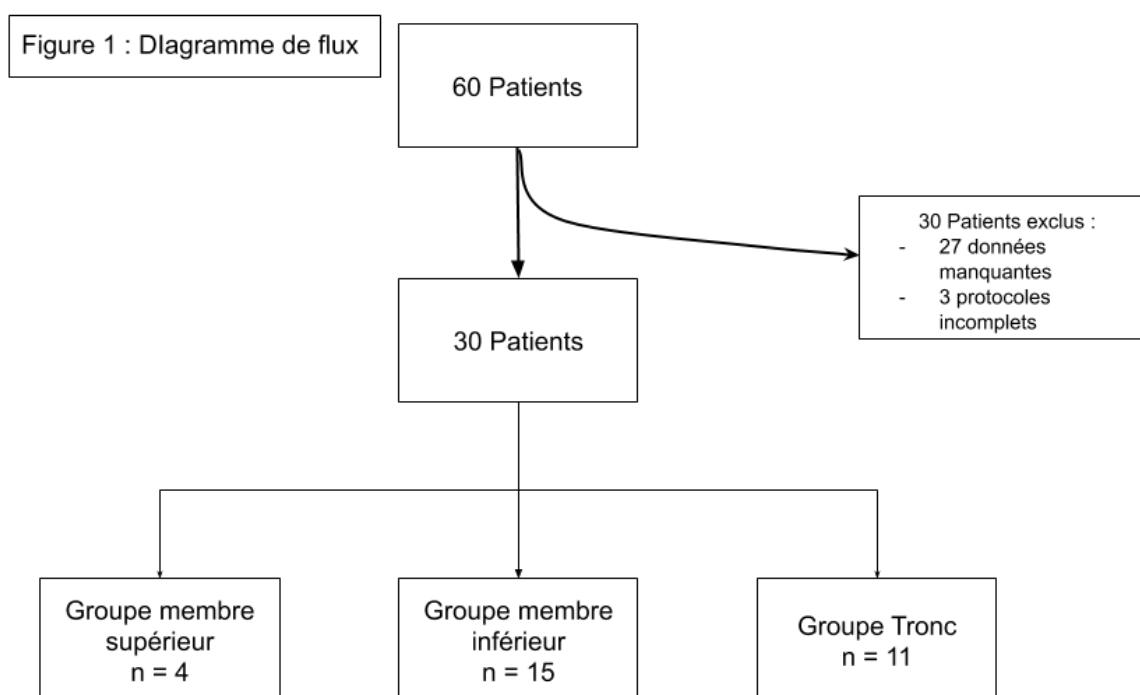 Figure 1 : DIagramme de flux
60 Patients
30 Patients exclus :
- 27 données
manquantes
- 3 protocoles
incomplets
30 Patients
Groupe membre
supérieur
n = 4
Groupe membre
inférieur
n = 15
Groupe Tronc
n = 11